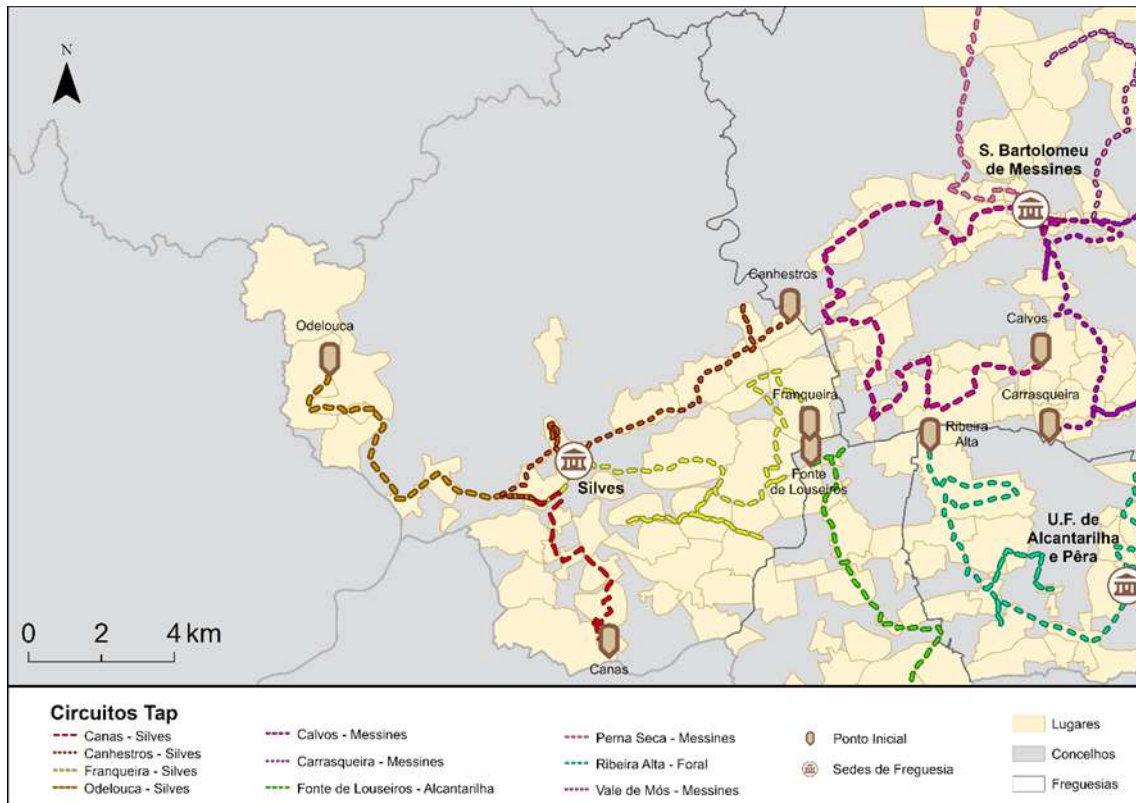 N
S. Bartolomeu
de Messines
Canhestros
Odelouca
Calvos
Franqueira
Carrasqueira
Ribeira
Alta
Fonte
de Louseiros
Silves
U.F. de
Alcantarilha
e Pêra
0 2 4 km
Canas
Circuitos Tap
Canas - Silves
Canhestros - Silves
Franqueira - Silves
Odelouca - Silves
Calvos - Messines
Carrasqueira - Messines
Fonte de Louseiros - Alcantarilha
Perna Seca - Messines
Ribeira Alta - Foral
Vale de Mós - Messines
Ponto Inicial
Sedes de Freguesia
Lugares
Concelhos
Freguesias